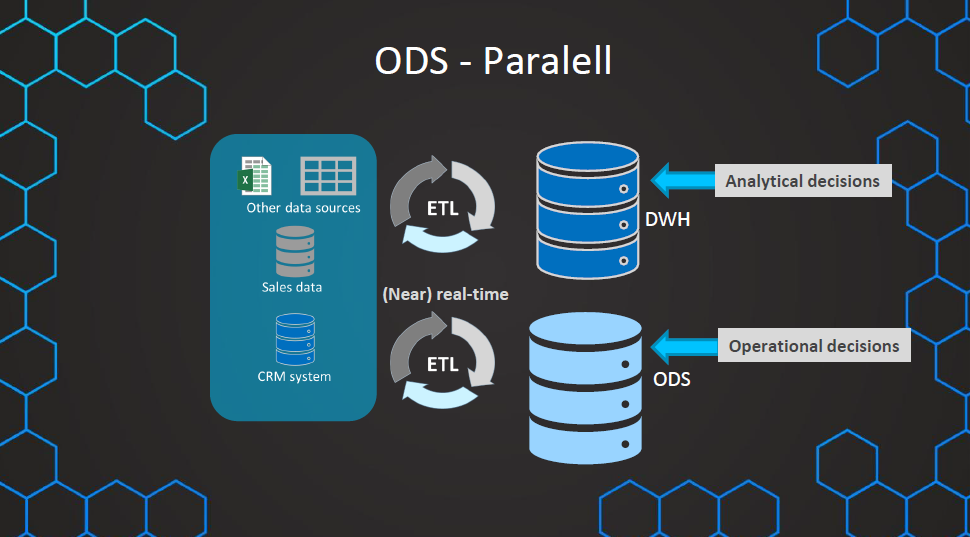 ODS - Paralell
X
Other data sources
Sales data
CRM system
ETL
(Near) real-time
ETL
DWH
Analytical decisions
ODS
Operational decisions